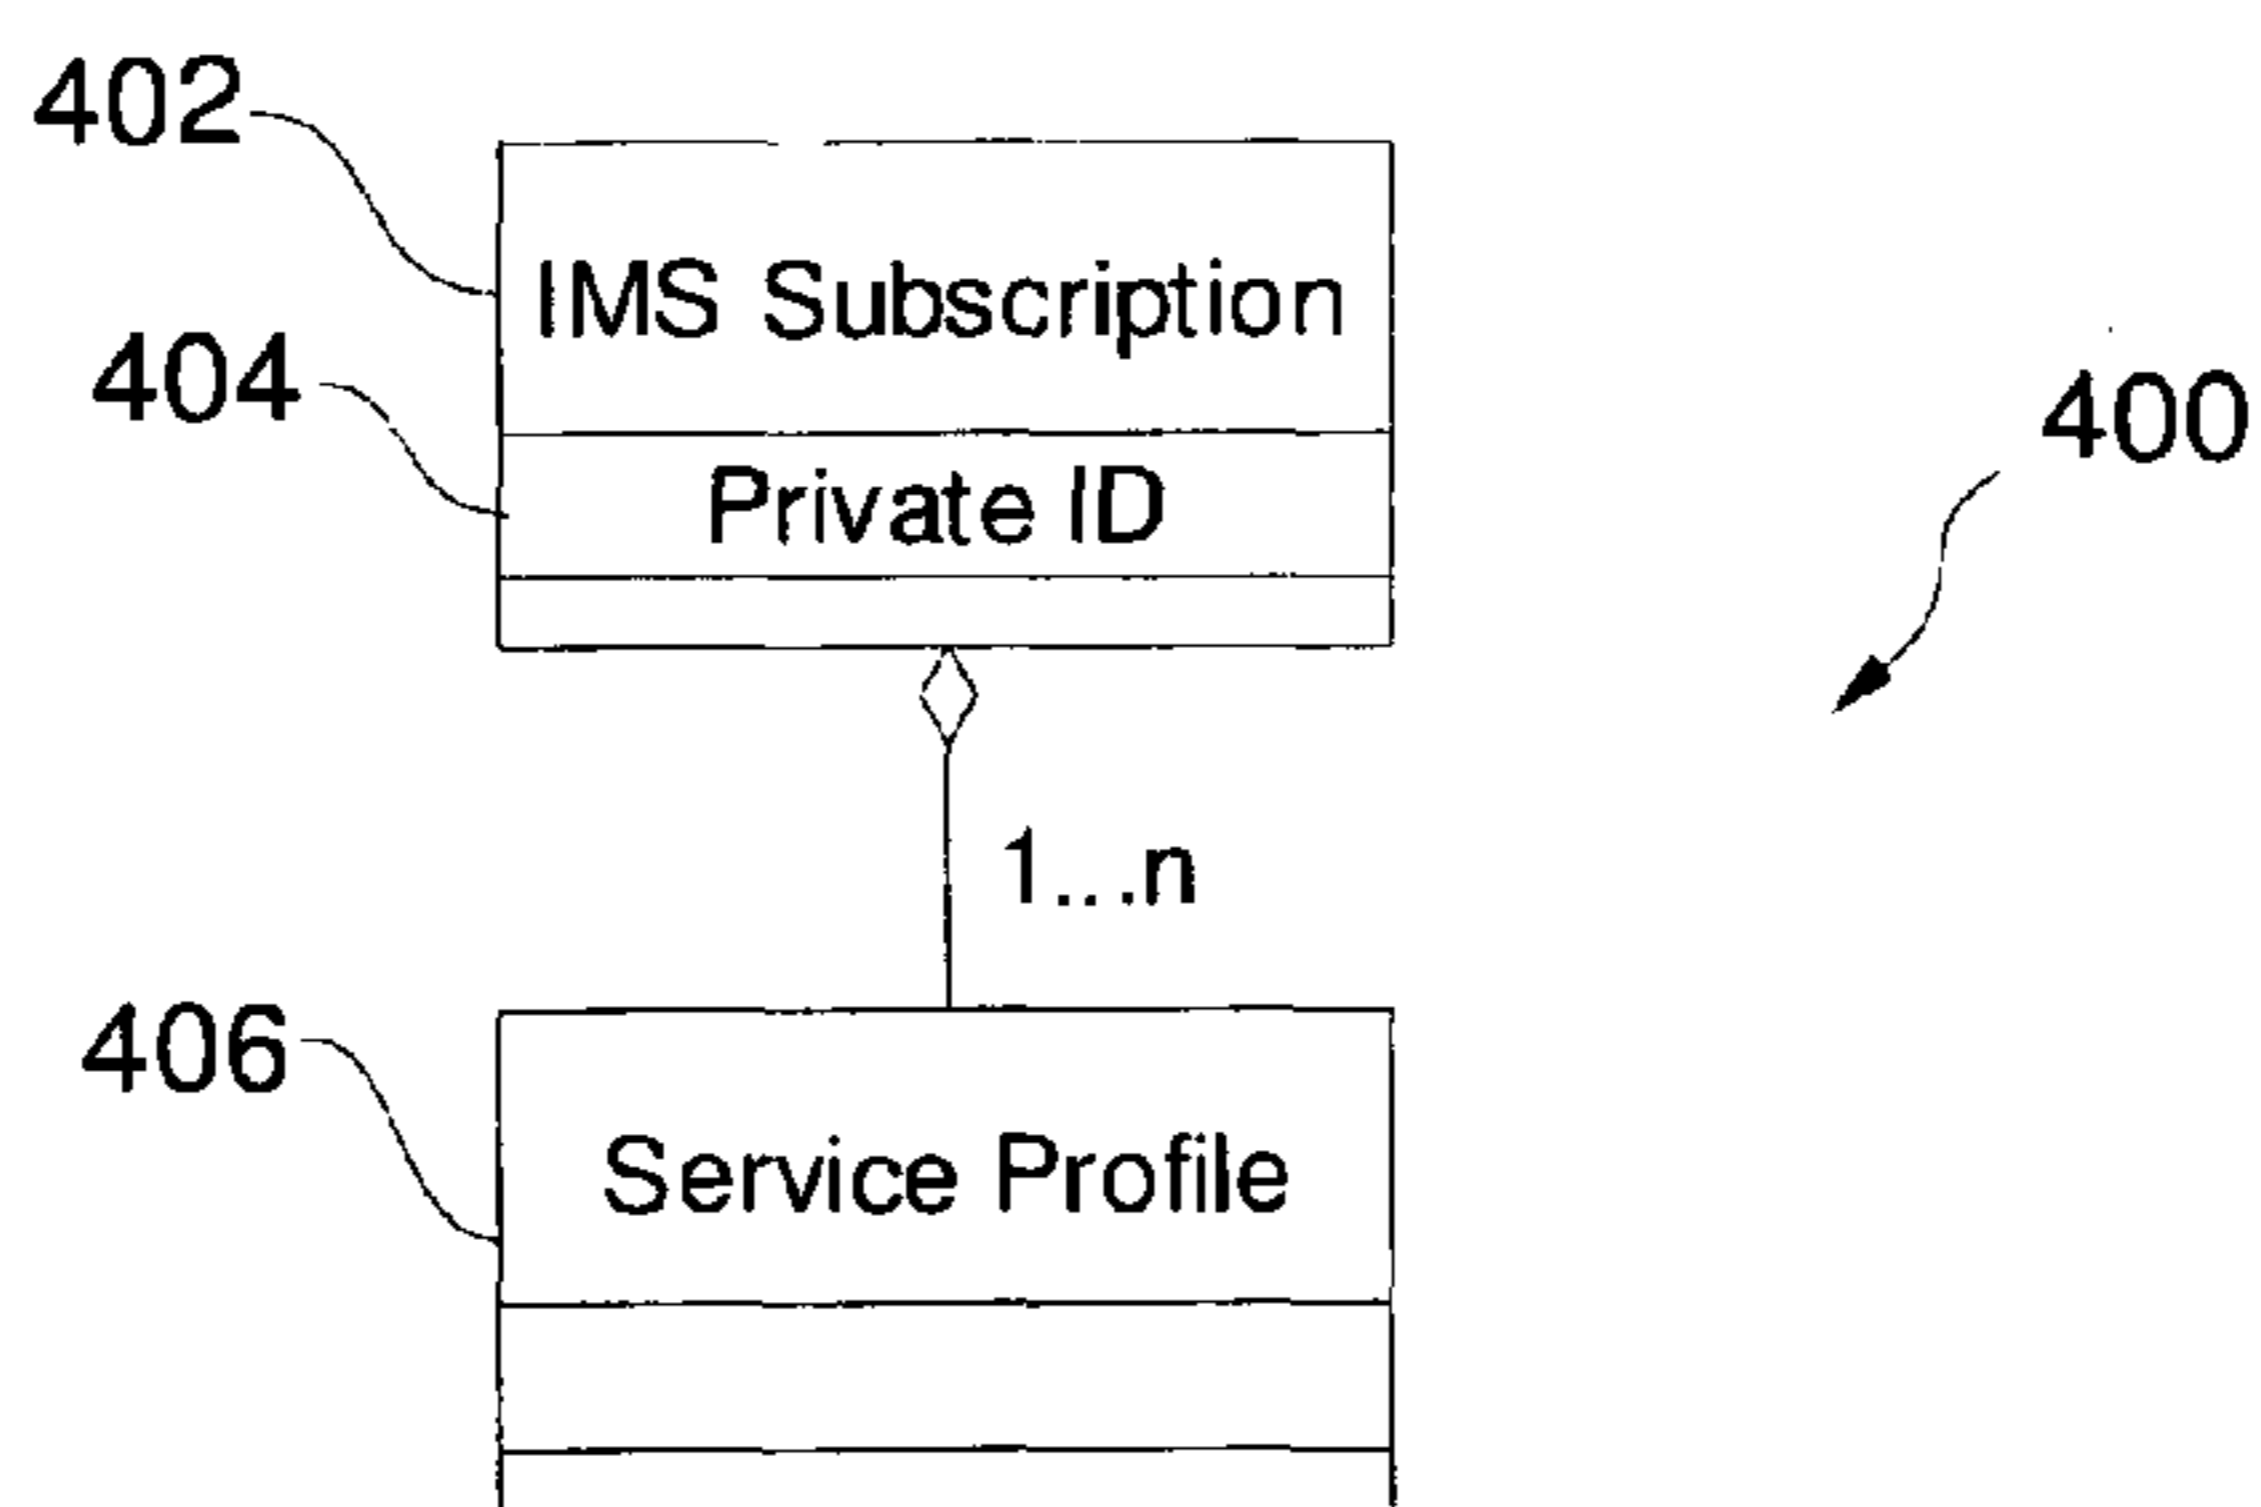 402
IMS Subscription
404
Private ID
400
1...n
406
Service Profile